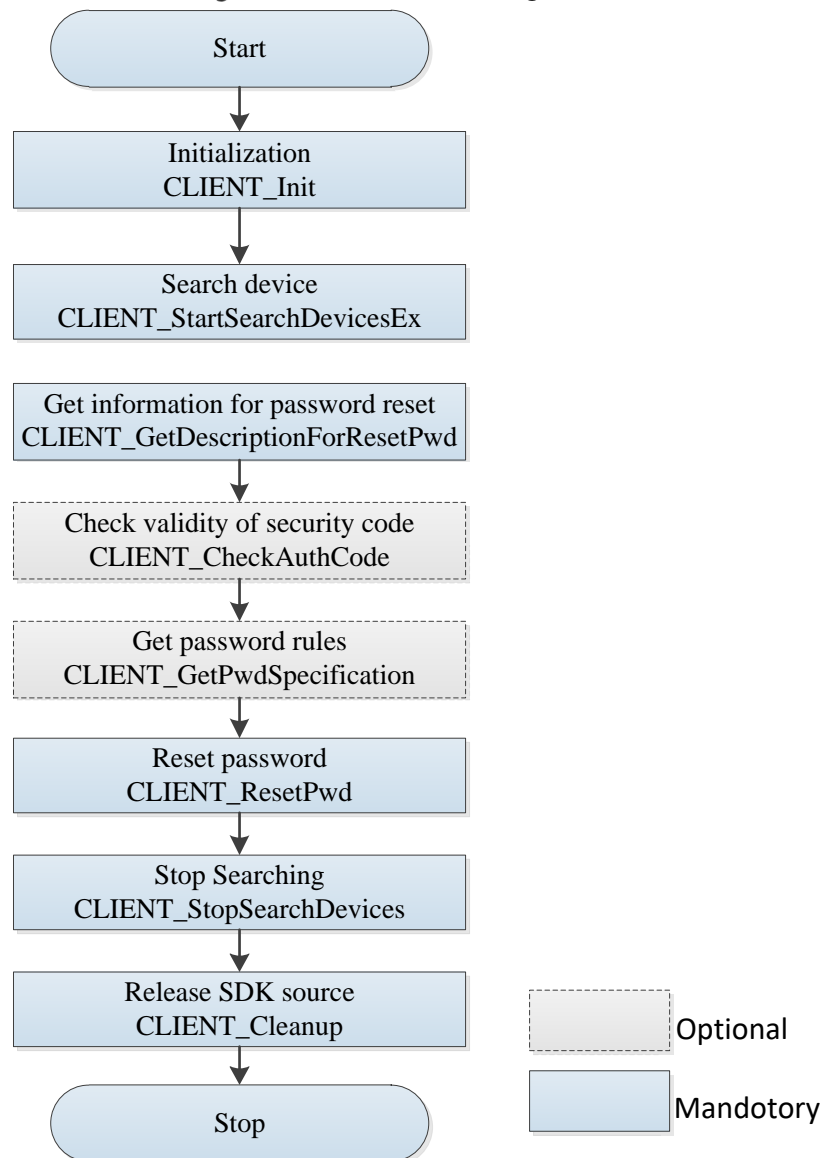 Start
Initialization
CLIENT_Init
Search device
CLIENT_StartSearchDevicesEx
Get information for password reset
CLIENT_GetDescriptionForResetPwd
Check validity of security code
CLIENT_CheckAuthCode
Get password rules
CLIENT_GetPwdSpecification
Reset password
CLIENT_ResetPwd
Stop Searching
CLIENT_StopSearchDevices
Release SDK source
CLIENT_Cleanup
Stop
Optional
Mandotory